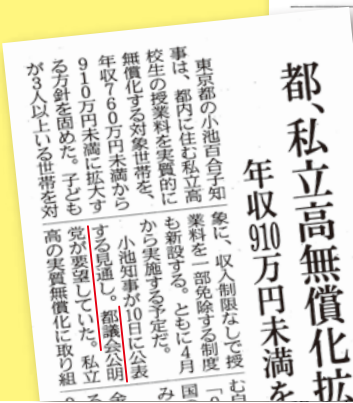 都、私立高無償化拡
年収910万円未満を
東京都の小池百合子知
事は、都内に住む私立高
校生の授業料を実質的に
無償化する対象世帯を、
年収760万円未満から
910万円未満に拡大す
る方針を固めた。子ども
が3人以上いる世帯を対
象に、収入制限なしで授
業料を一部免除する制度
も新設する。ともに4月
から実施する予定だ。
小池知事が10日に公表
する見通し。都議会公明
党が要望していた。私立
高の実質無償化に取り組
む自
国の
み
金
る